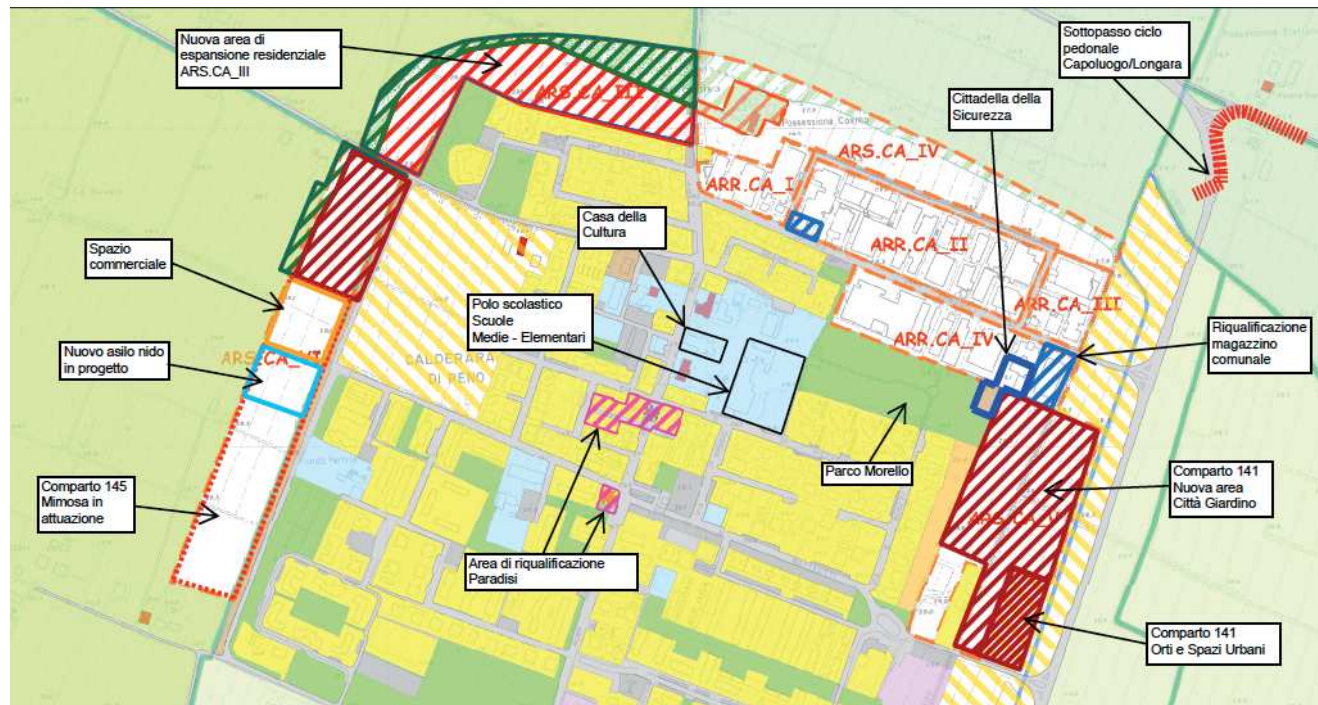 Nuova area di
espansione residenziale
ARS.CA_III
Sottopasso ciclo
pedonale
Capoluogo/Longara
Cittadella della
Sicurezza
ARS.CA_III
Possessione Covino
ARS.CA_IV
ARR.CA_I
ARR.CA_II
ARR.CA_III
ARR.CA_IV
Casa della
Cultura
Spazio
commerciale
Polo scolastico
Scuole
Medie - Elementari
Riqualificazione
magazzino
comunale
Nuovo asilo nido
in progetto
CALDERARA
DI RENO
Parco Morello
Comparto 145
Mimosa in
attuazione
Comparto 141
Nuova area
Città Giardino
Area di riqualificazione
Paradisi
Comparto 141
Orti e Spazi Urbani